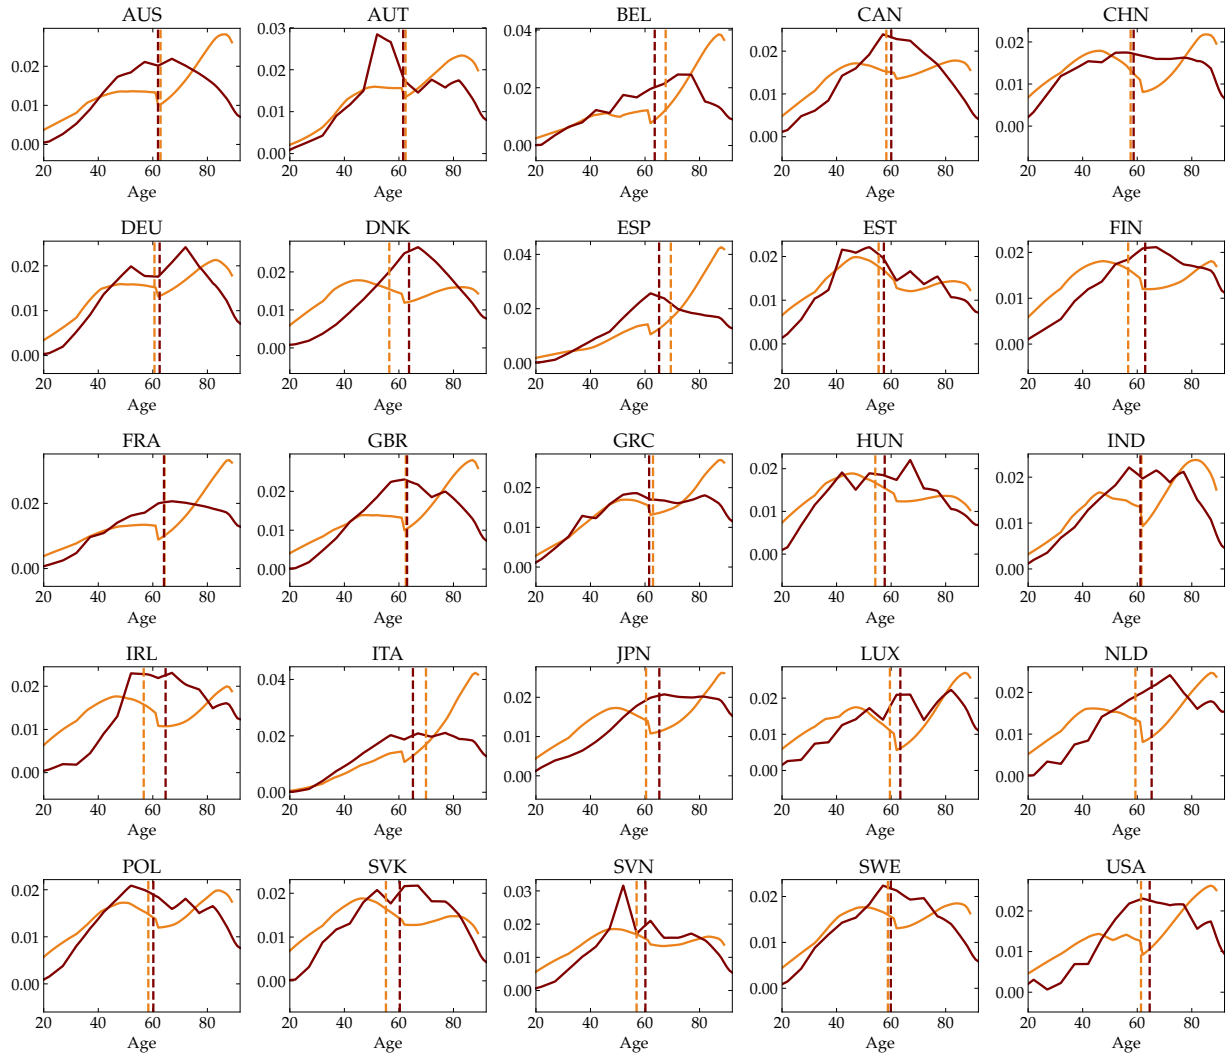 AUS AUT BEL CAN CHN
0.02 0.03 0.04 0.02 0.02
0.01 0.02 0.02 0.01 0.01
0.00 0.01 0.00 0.00 0.00
0.00
20 40 60 80 20 40 60 80 20 40 60 80 20 40 60 80 20 40 60 80
Age Age Age Age Age
DEU DNK ESP EST FIN
0.02 0.02 0.04 0.02 0.02
0.01 0.01 0.02 0.01 0.01
0.00 0.00 0.00 0.00 0.00
20 40 60 80 20 40 60 80 20 40 60 80 20 40 60 80 20 40 60 80
Age Age Age Age Age
FRA GBR GRC HUN IND
0.02 0.02 0.02 0.02 0.02
0.01 0.01 0.01 0.01
0.00 0.00 0.00 0.00 0.00
20 40 60 80 20 40 60 80 20 40 60 80 20 40 60 80 20 40 60 80
Age Age Age Age Age
IRL ITA JPN LUX NLD
0.02 0.04 0.02 0.02 0.02
0.01 0.02 0.01 0.01 0.01
0.00 0.00 0.00 0.00 0.00
20 40 60 80 20 40 60 80 20 40 60 80 20 40 60 80 20 40 60 80
Age Age Age Age Age
POL SVK SVN SWE USA
0.02 0.02 0.03 0.02 0.02
0.01 0.01 0.02 0.01 0.01
0.00 0.00 0.01 0.00 0.00
0.00
20 40 60 80 20 40 60 80 20 40 60 80 20 40 60 80 20 40 60 80
Age Age Age Age Age